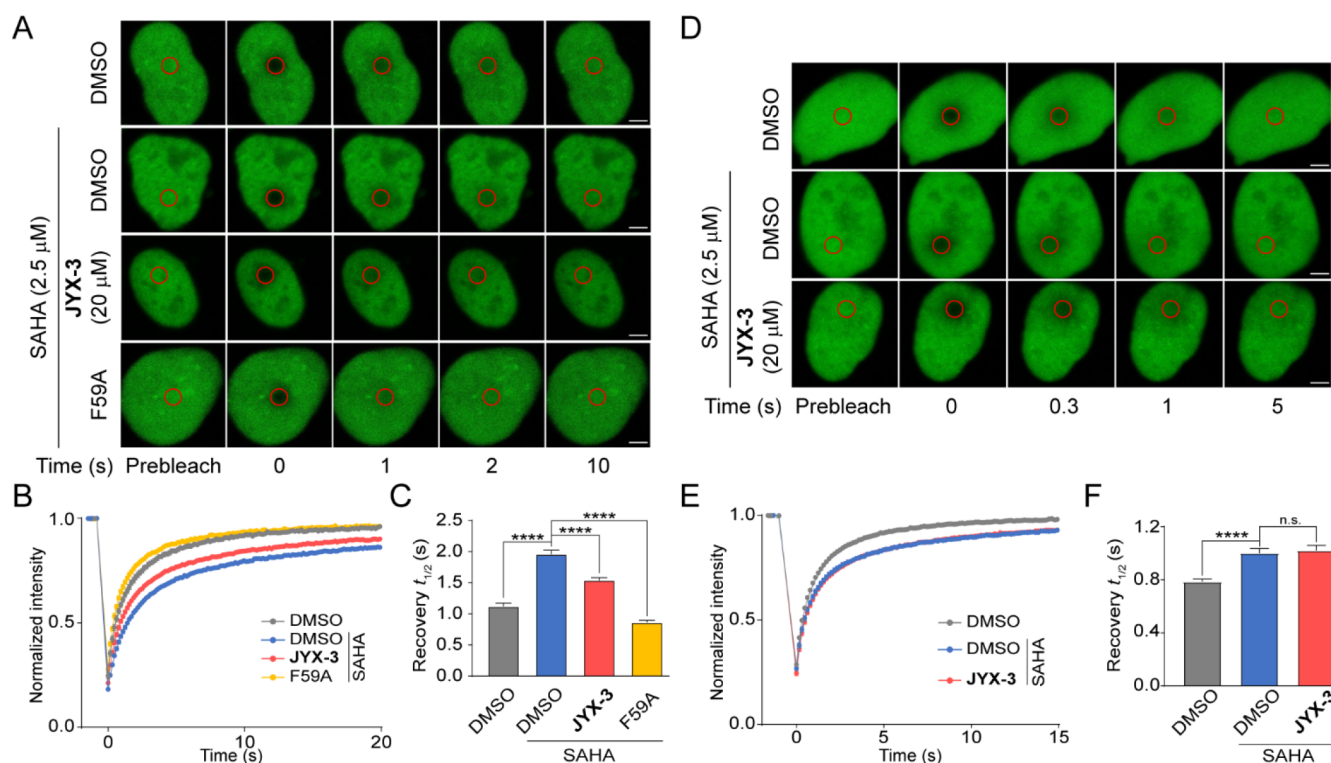 A
DMSO
SAHA (2.5 μM)
DMSO
JYX-3
(20 μM)
F59A
Time (s) Prebleach 0 1 2 10
D
DMSO
SAHA (2.5 μM)
DMSO
JYX-3
(20 μM)
Time (s) Prebleach 0 0.3 1 5
B
Normalized intensity
1.0
0.5
0.0
DMSO
DMSO
JYX-3
F59A
SAHA
0 10 20
Time (s)
C
Recovery t1/2 (s)
2.5
2.0
1.5
1.0
0.5
0.0
****
****
****
DMSO DMSO JYX-3 F59A
SAHA
E
Normalized intensity
1.0
0.5
0.0
DMSO
DMSO
JYX-3
SAHA
0 5 10 15
Time (s)
F
Recovery t1/2 (s)
1.2
0.8
0.4
0.0
****
n.s.
DMSO DMSO JYX-3
SAHA